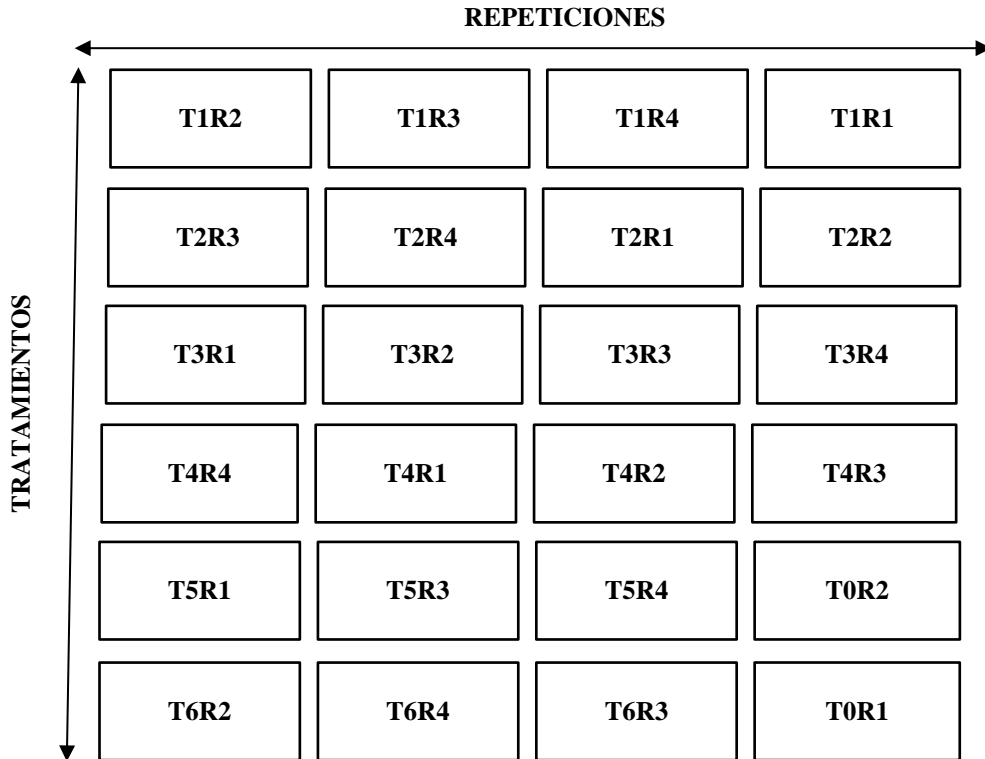 REPETICIONES
T1R2 T1R3 T1R4 T1R1
T2R3 T2R4 T2R1 T2R2
TRATAMIENTOS
T3R1 T3R2 T3R3 T3R4
T4R4 T4R1 T4R2 T4R3
T5R1 T5R3 T5R4 T0R2
T6R2 T6R4 T6R3 T0R1